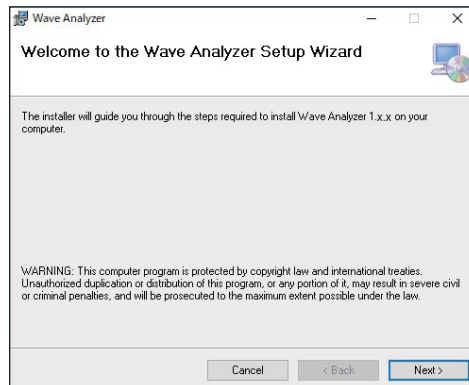 Wave Analyzer
Welcome to the Wave Analyzer Setup Wizard
The installer will guide you through the steps required to install Wave Analyzer 1.x.x on your
computer.
WARNING: This computer program is protected by copyright law and international treaties.
Unauthorized duplication or distribution of this program, or any portion of it, may result in severe civil
or criminal penalties, and will be prosecuted to the maximum extent possible under the law.
Cancel
< Back
Next >